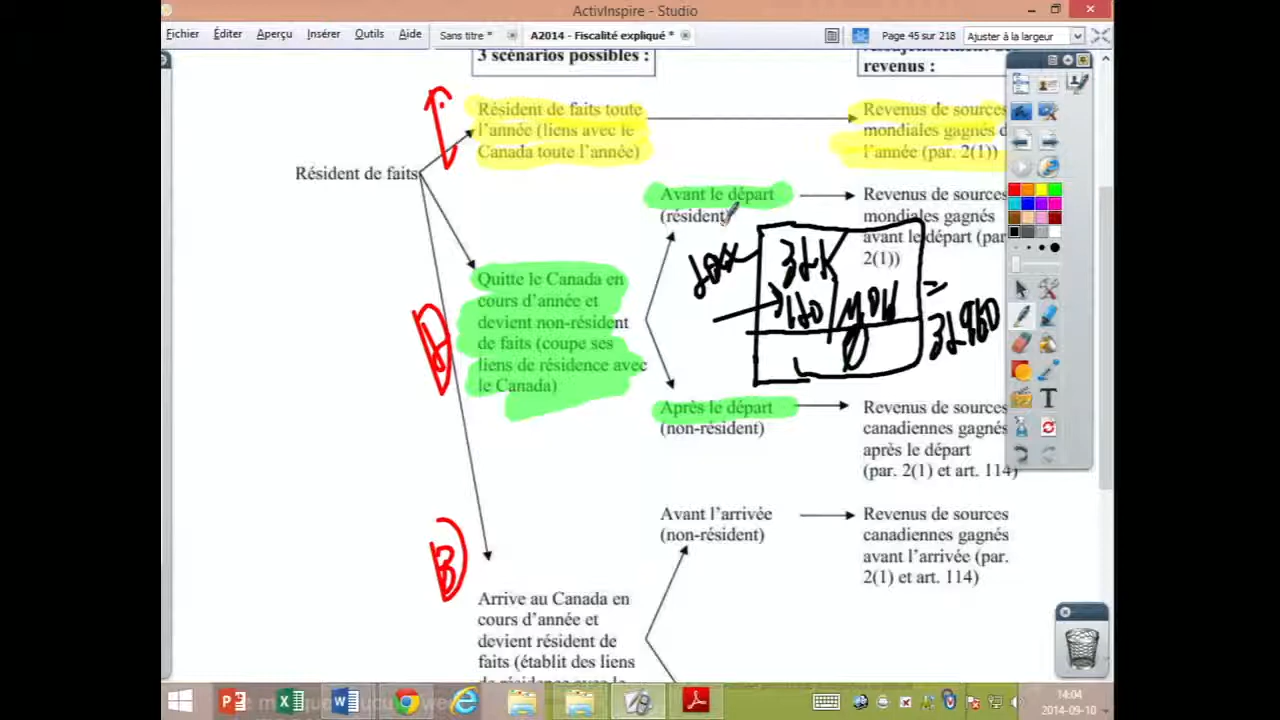 ActivInspire - Studio
Fichier Éditer Aperçu Insérer Outils Aide
Sans titre *
A2014 - Fiscalité expliqué *
Page 45 sur 218
Ajuster à la largeur
3 scénarios possibles :
revenus :
Résident de faits toute
l'année (liens avec le
Canada toute l'année)
Revenus de sources
mondiales gagnés d
l'année (par. 2(1))
Résident de faits
Avant le départ
(résident)
Revenus de sources
mondiales gagnés
avant le départ (par
2(1))
Quitte le Canada en
cours d'année et
devient non-résident
de faits (coupe ses
liens de résidence avec
le Canada)
Après le départ
(non-résident)
Revenus de sources
canadiennes gagnés
après le départ
(par. 2(1) et art. 114)
Avant l'arrivée
(non-résident)
Revenus de sources
canadiennes gagnés
avant l'arrivée (par.
2(1) et art. 114)
Arrive au Canada en
cours d'année et
devient résident de
faits (établit des liens
14:04
2014-09-10